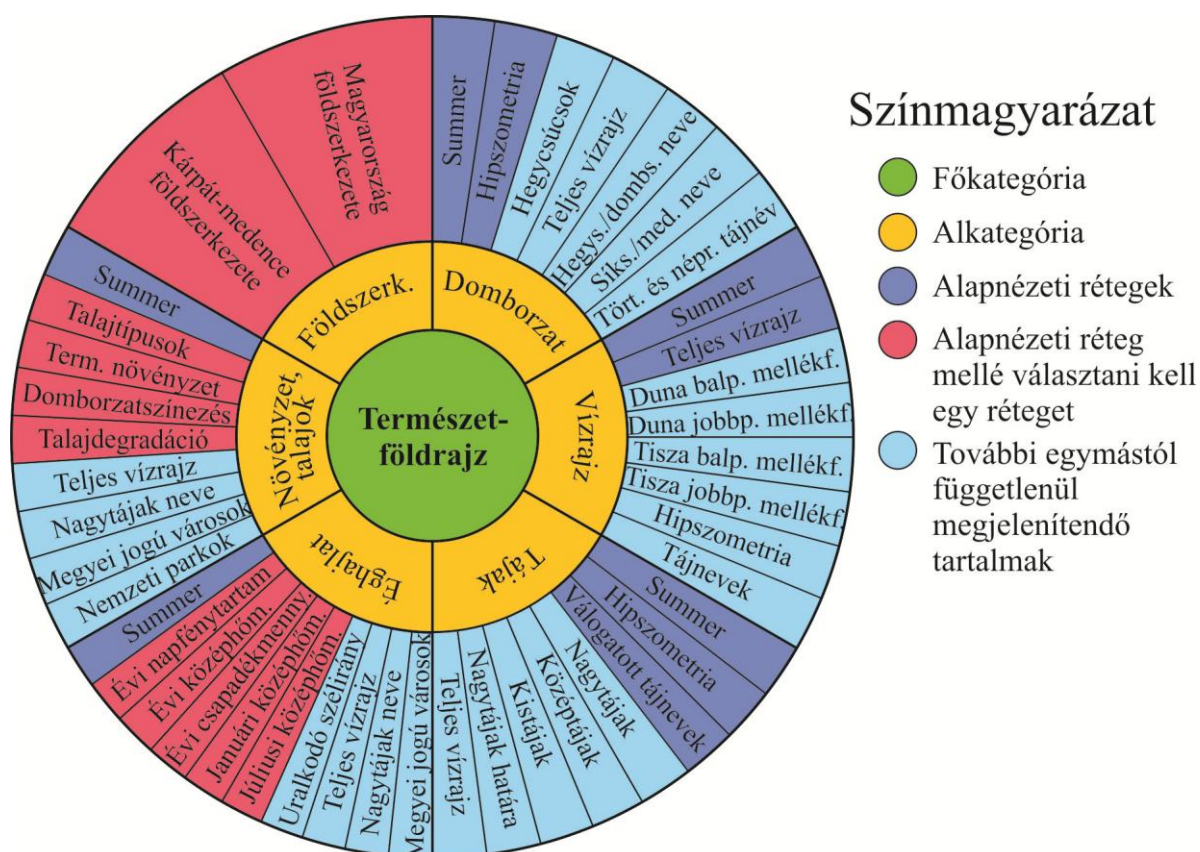 Természet-
földrajz
Domborzat
Vízrajz
Tájak
Éghajlat
Növényzet,
talajok
Földszerk.
Summer
Hipszometria
Hegycsúcsok
Teljes vízrajz
Hegys./dombs. neve
Síks./med. neve
Tört. és népr. tájnév
Summer
Teljes vízrajz
Duna balp. mellékf.
Duna jobbp. mellékf.
Tisza balp. mellékf.
Tisza jobbp. mellékf.
Hipszometria
Tájnevek
Summer
Hipszometria
Válogatott tájnevek
Nagytájak
Középtájak
Kistájak
Nagytájak határa
Teljes vízrajz
Megyei jogú városok
Nagytájak neve
Teljes vízrajz
Uralkodó szélirány
Júliusi középhőm.
Januári középhőm.
Évi csapadékmenny.
Évi középhőm.
Évi napfénytartam
Summer
Nemzeti parkok
Megyei jogú városok
Nagytájak neve
Teljes vízrajz
Talajdegradáció
Domborzatszínezés
Term. növényzet
Talajtípusok
Summer
Kárpát-medence
földszerkezete
Magyarország
földszerkezete
Színmagyarázat
Főkategória
Alkategória
Alapnézeti rétegek
Alapnézeti réteg
mellé választani kell
egy réteget
További egymástól
függetlenül
megjelenítendő
tartalmak